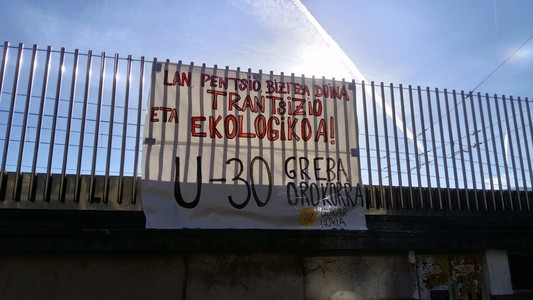 LAN PENTSIO, BIZITZA DUINA
TRANTSIZIO
ETA EKOLOGIKOA!
U-30 GREBA
OROKORRA